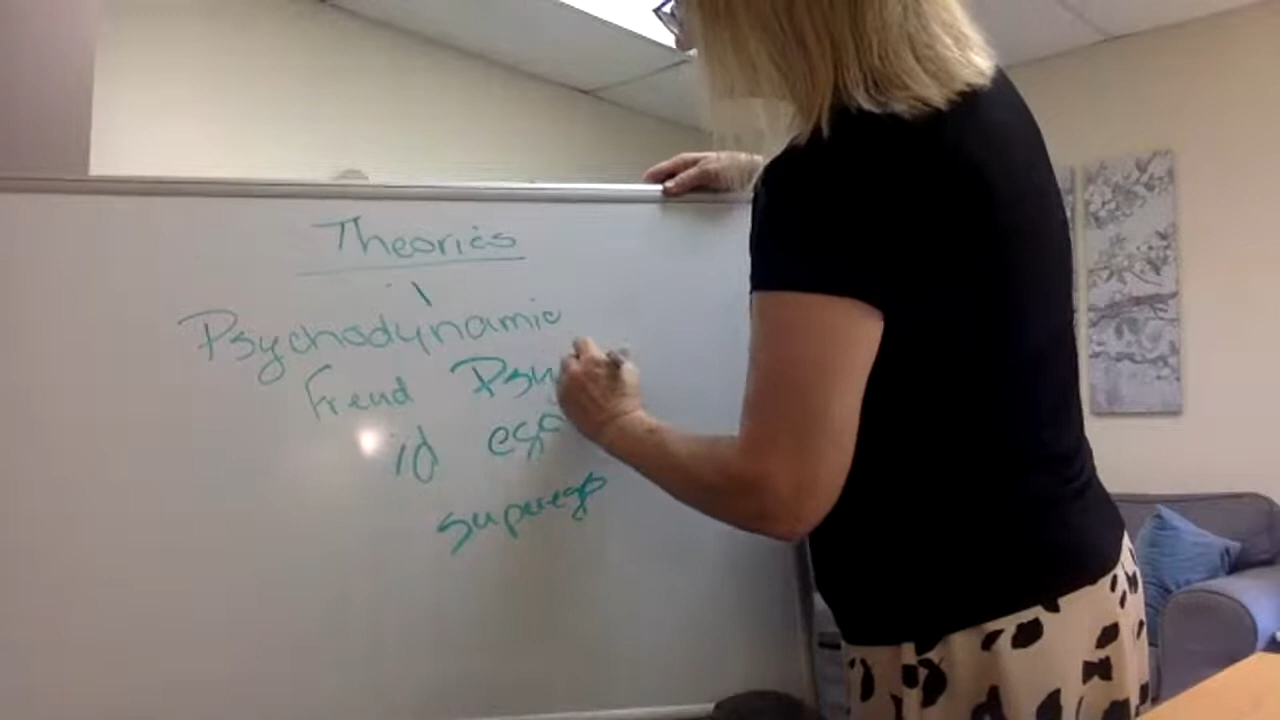 Theories
Psychodynamic
Freud
id ego
superego